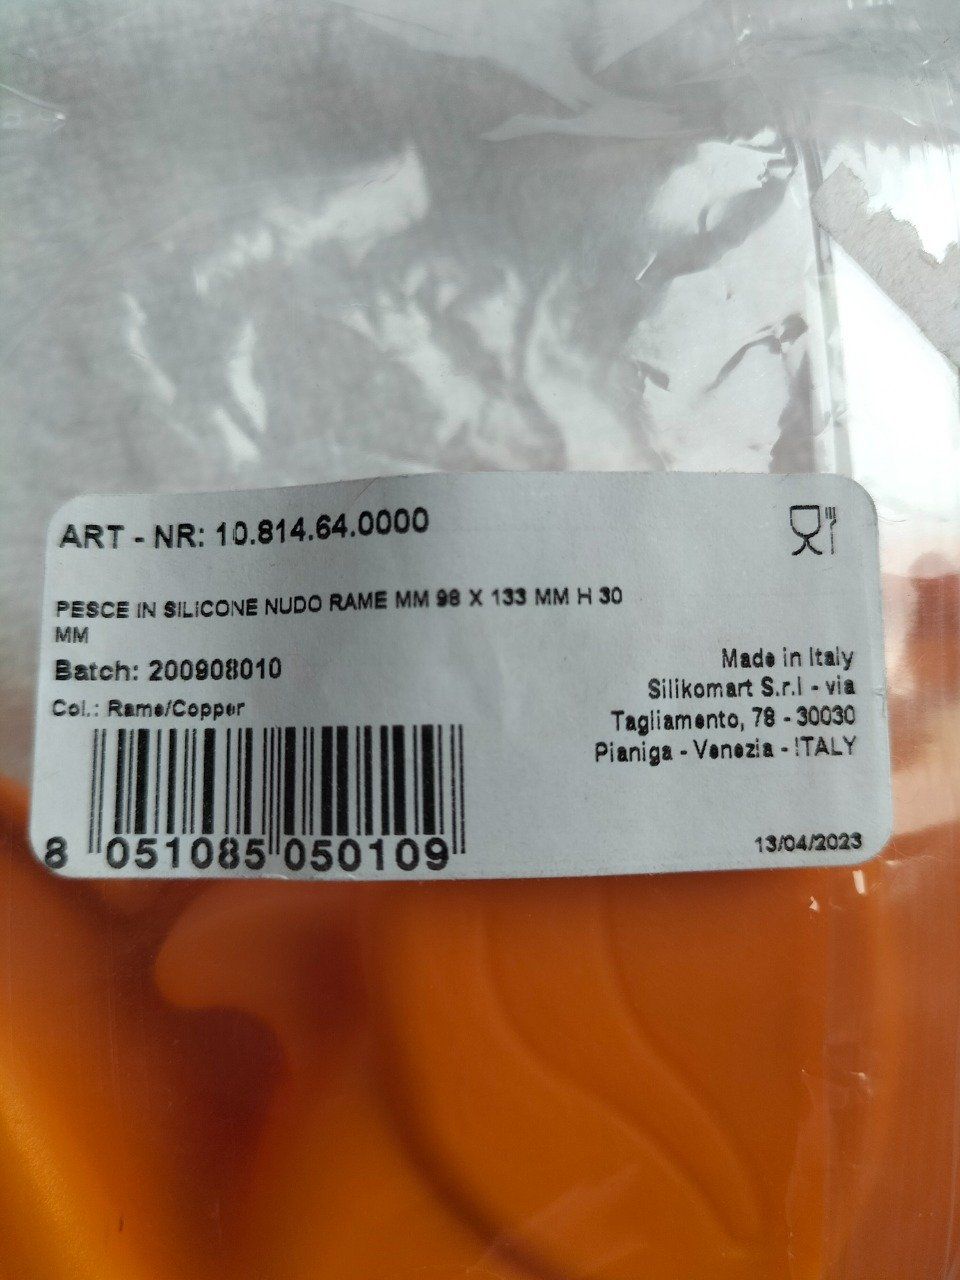 ART - NR: 10.814.64.0000
PESCE IN SILICONE NUDO RAME MM 98 X 133 MM H 30
MM
Batch: 200908010
Col.: Rame/Copper
Made in Italy
Silikomart S.r.l - via
Tagliamento, 78 - 30030
Pianiga - Venezia - ITALY
8 051085 050109
13/04/2023